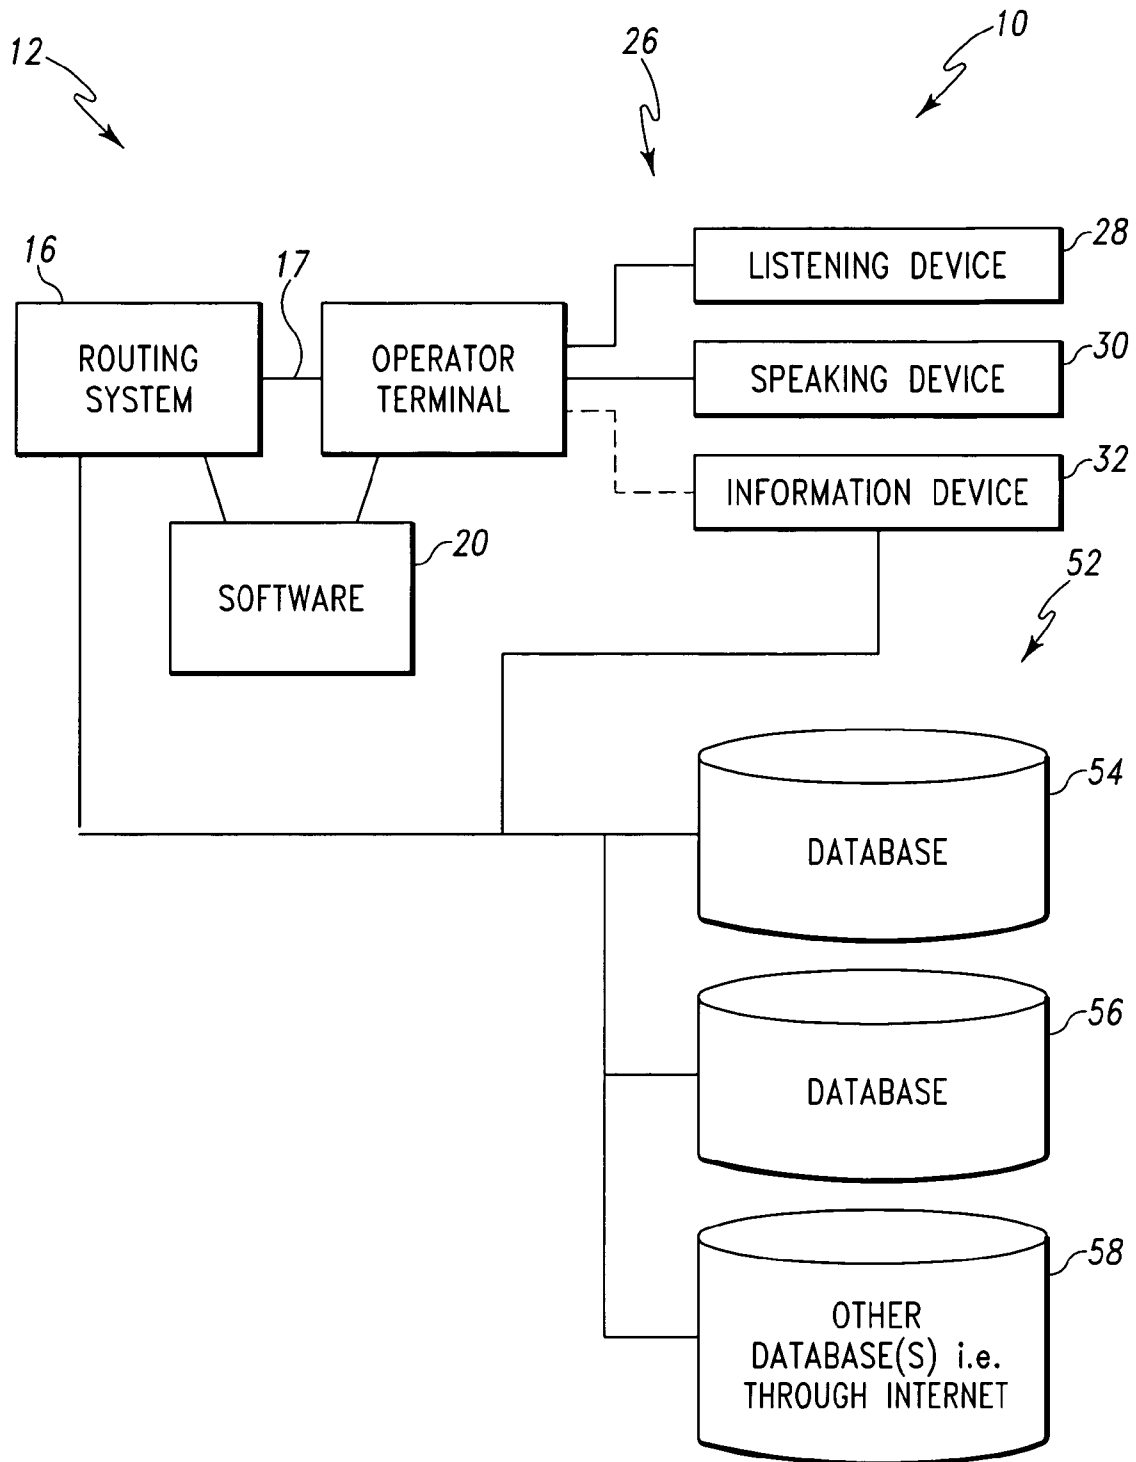 12
26
10
16
17
28
LISTENING DEVICE
ROUTING
SYSTEM
OPERATOR
TERMINAL
30
SPEAKING DEVICE
32
INFORMATION DEVICE
20
SOFTWARE
52
54
DATABASE
56
DATABASE
58
OTHER
DATABASE(S) i.e.
THROUGH INTERNET